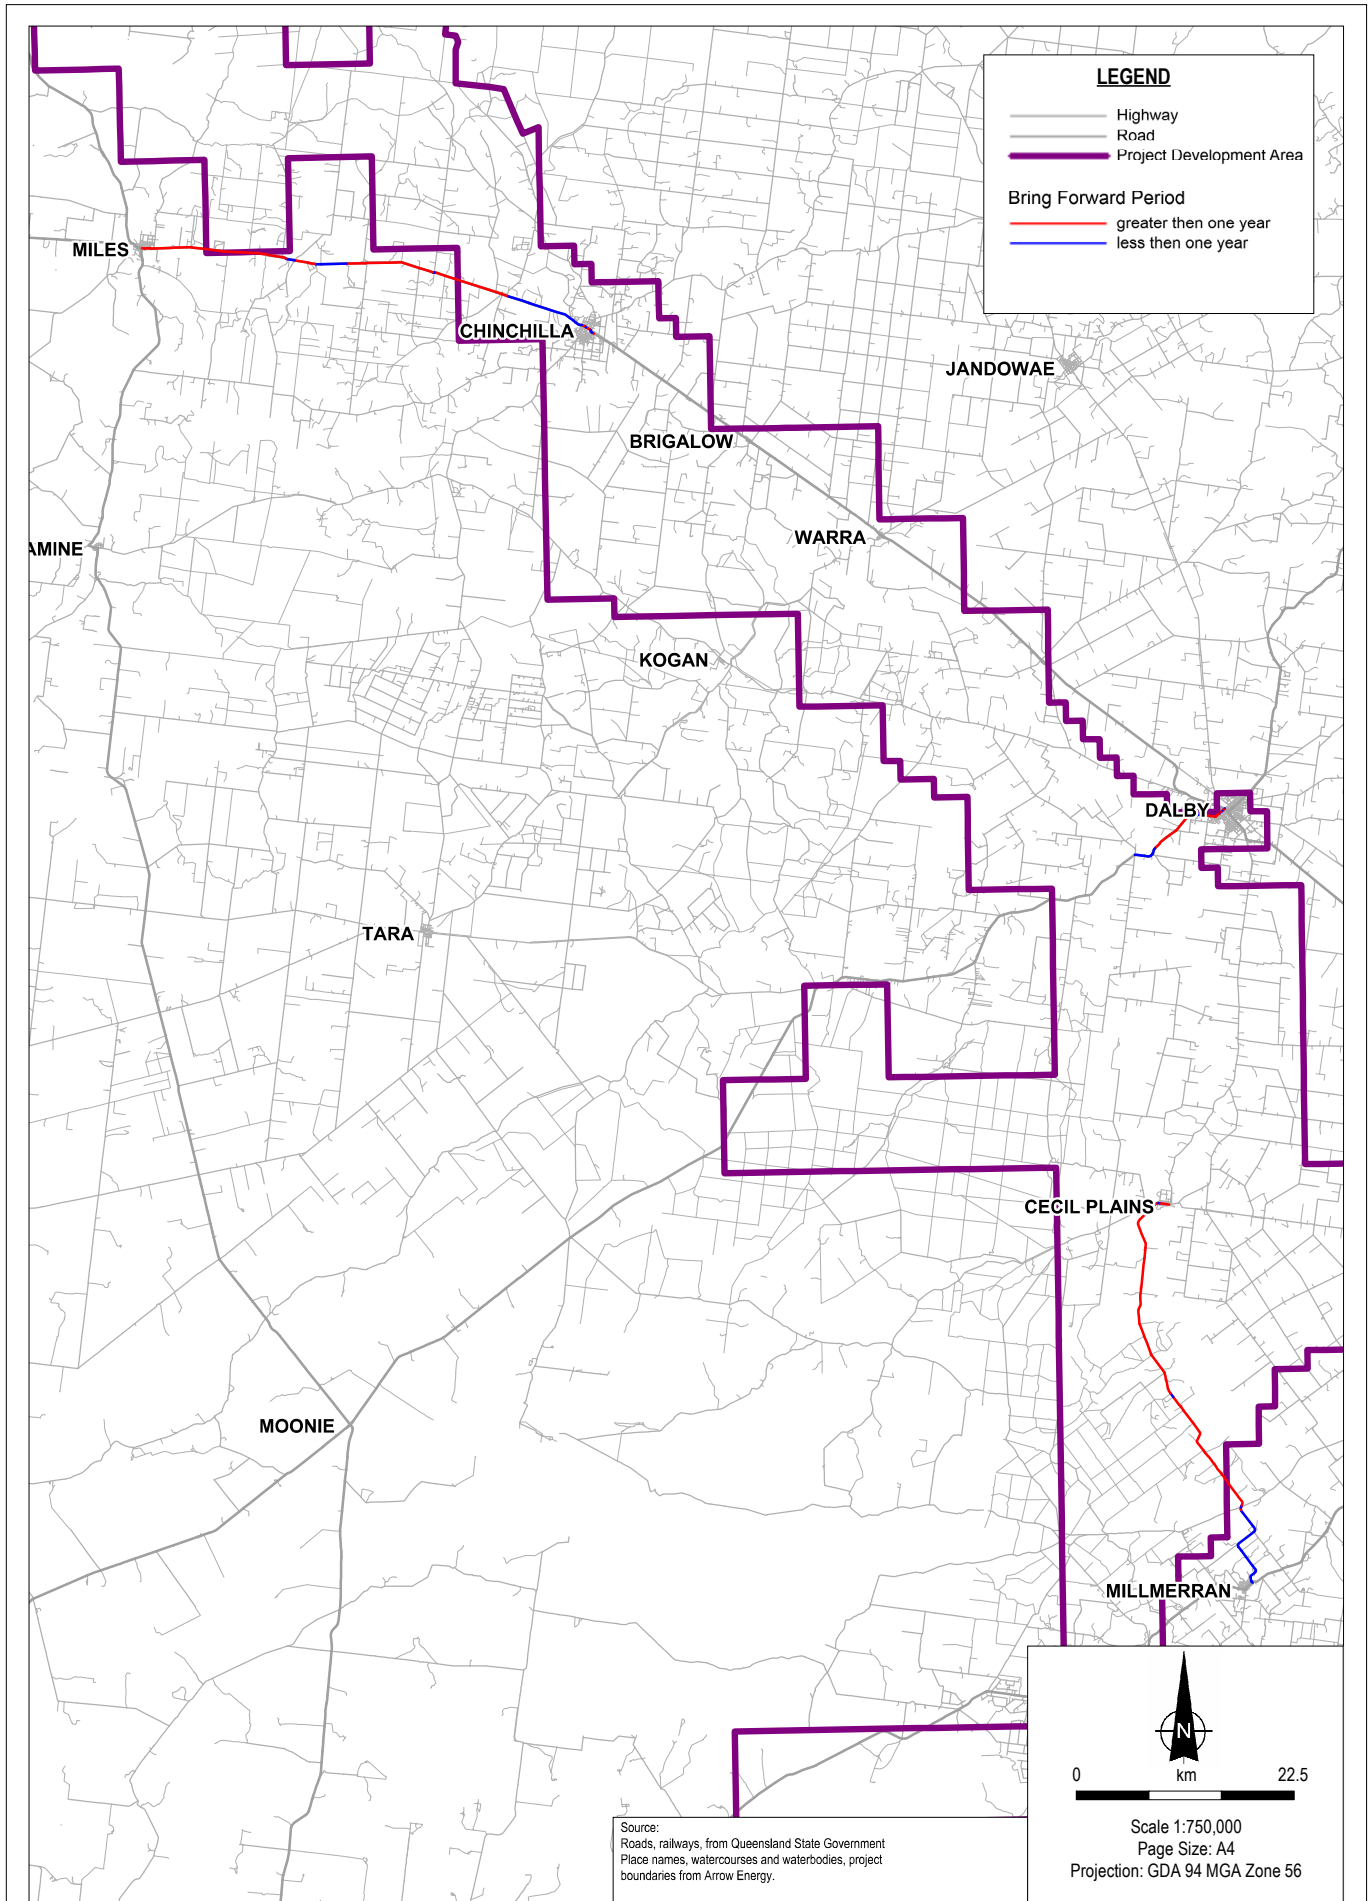 LEGEND
Highway
Road
Project Development Area
Bring Forward Period
greater then one year
less then one year
MILES
CHINCHILLA
JANDOWAE
BRIGALOW
WARRA
AMINE
KOGAN
DALBY
TARA
CECIL PLAINS
MOONIE
MILLMERRAN
N
0 km 22.5
Scale 1:750,000
Page Size: A4
Projection: GDA 94 MGA Zone 56
Source:
Roads, railways, from Queensland State Government
Place names, watercourses and waterbodies, project
boundaries from Arrow Energy.